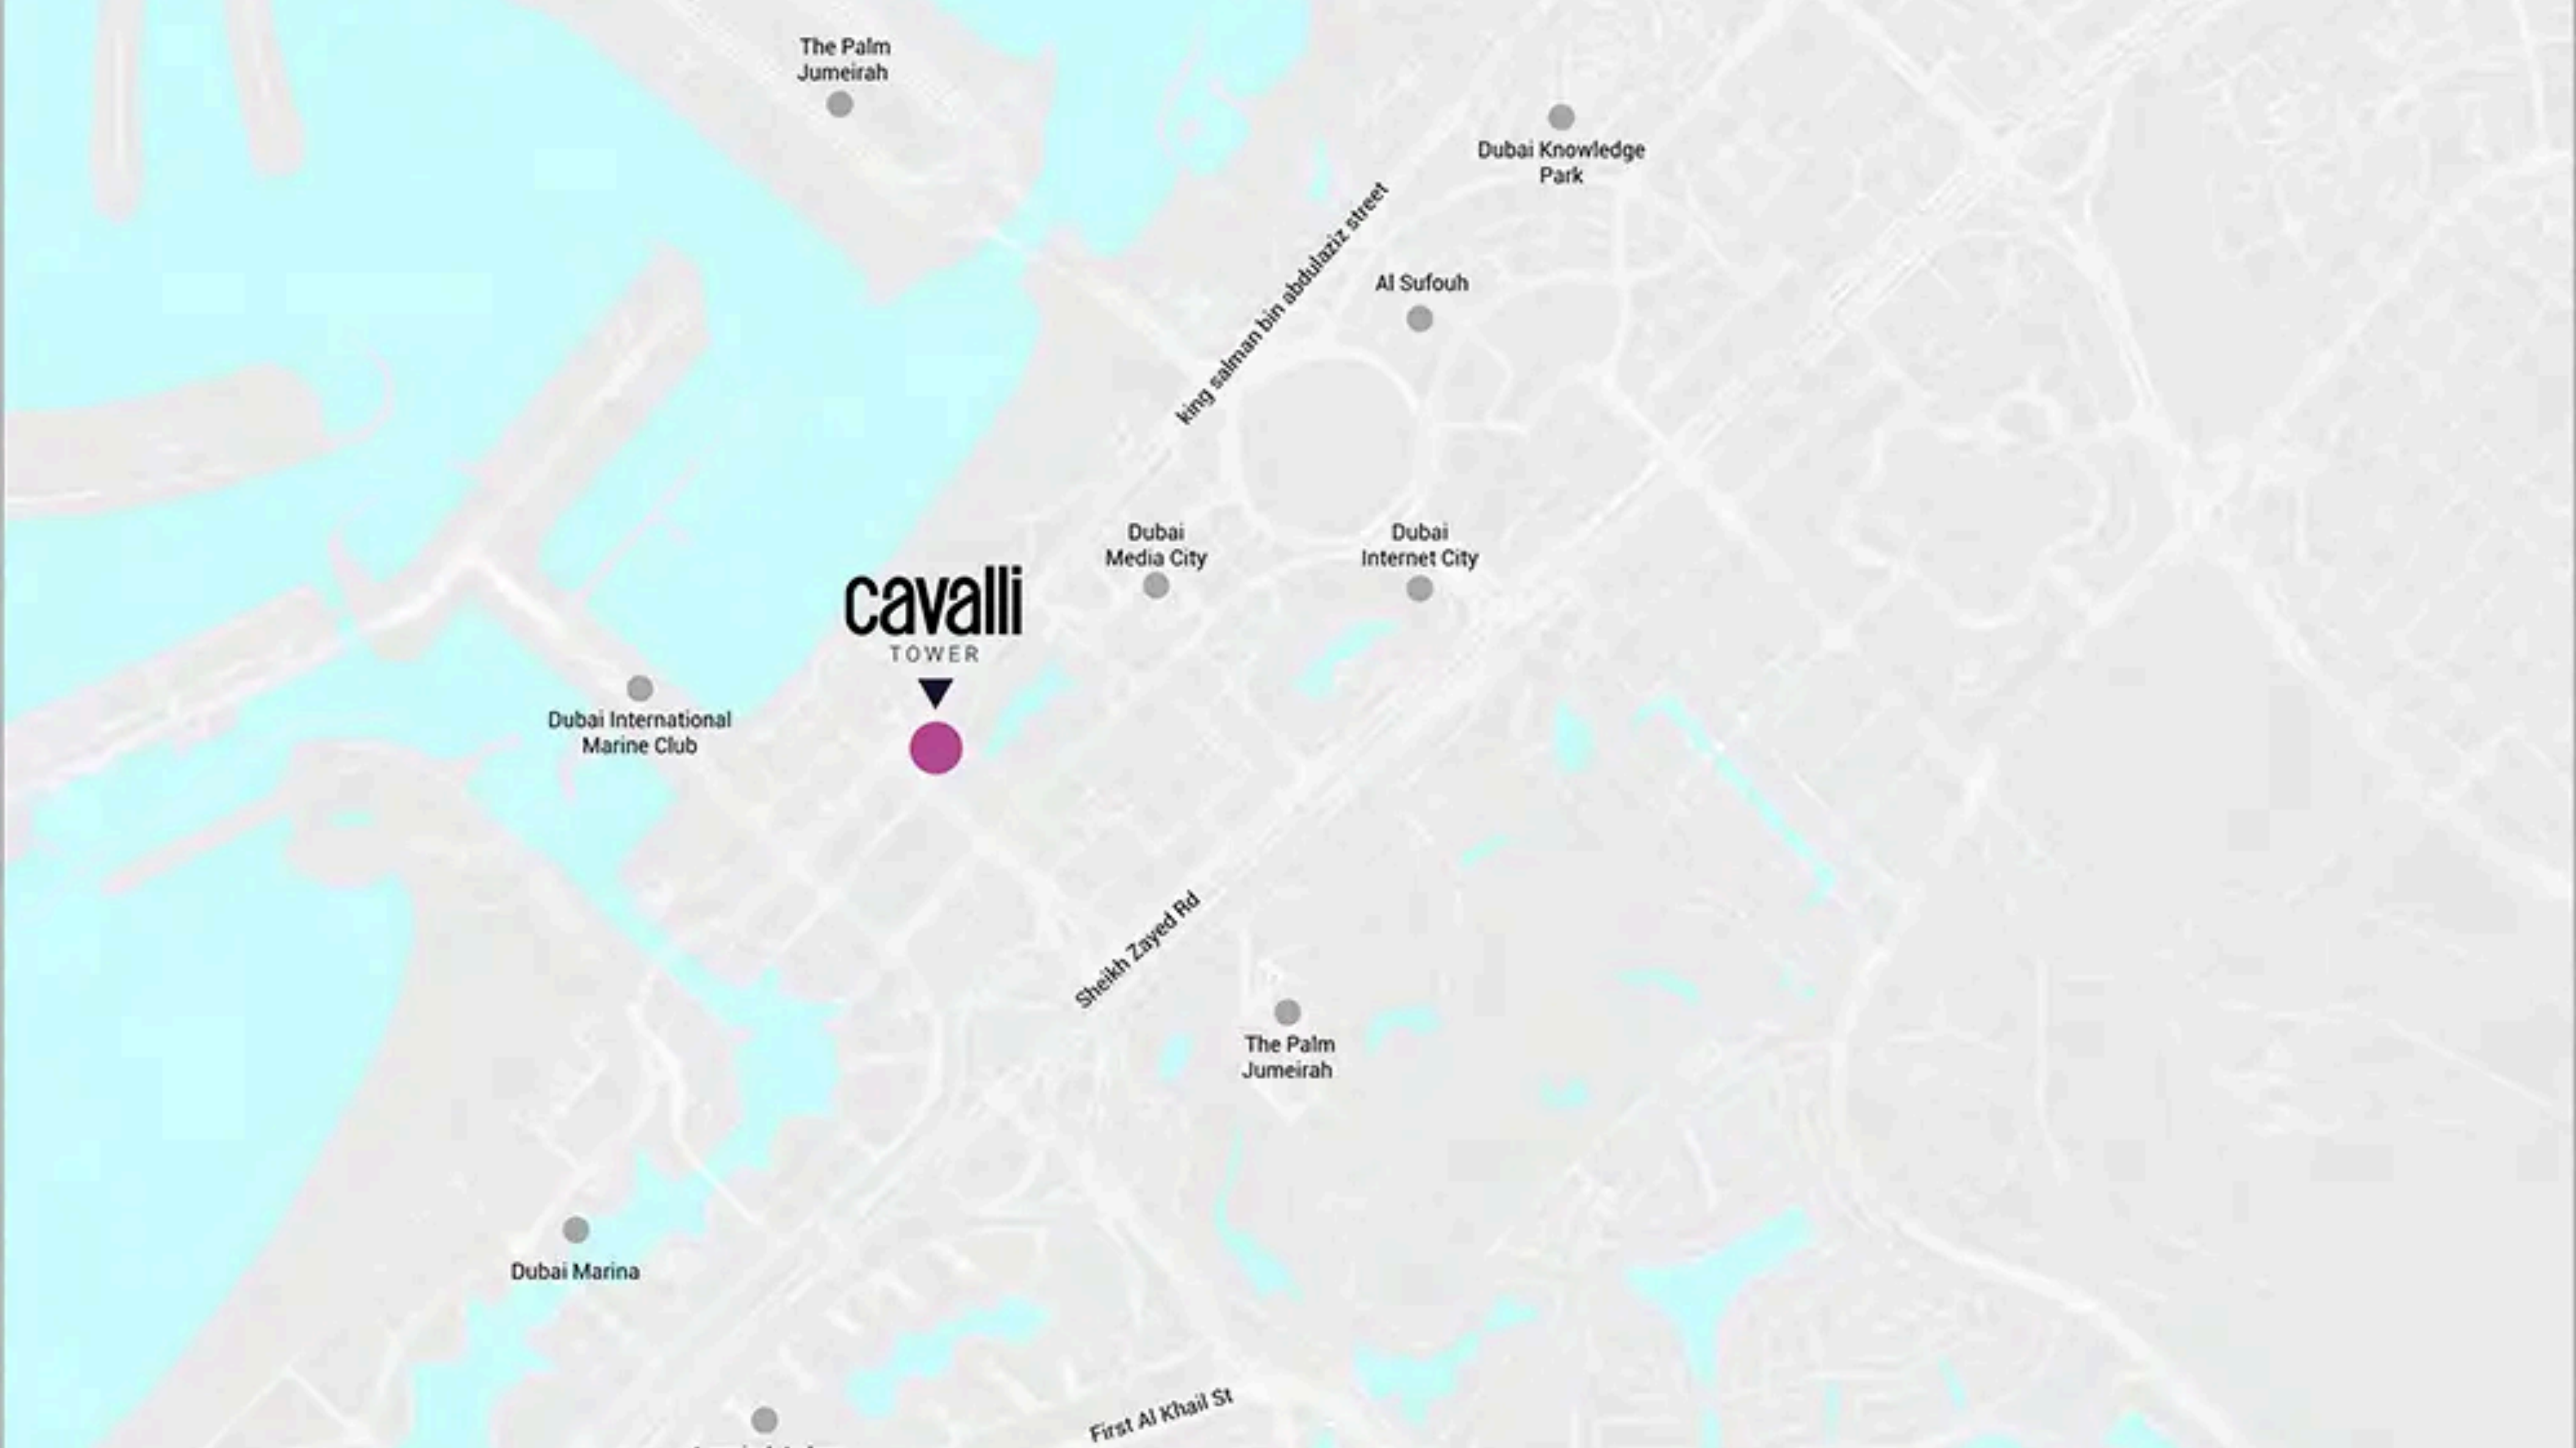 The Palm
Jumeirah
Dubai Knowledge
Park
king salman bin abdulaziz street
Al Sufouh
Dubai
Media City
Dubai
Internet City
cavalli
TOWER
Dubai International
Marine Club
Sheikh Zayed Rd
The Palm
Jumeirah
Dubai Marina
First Al Khail St